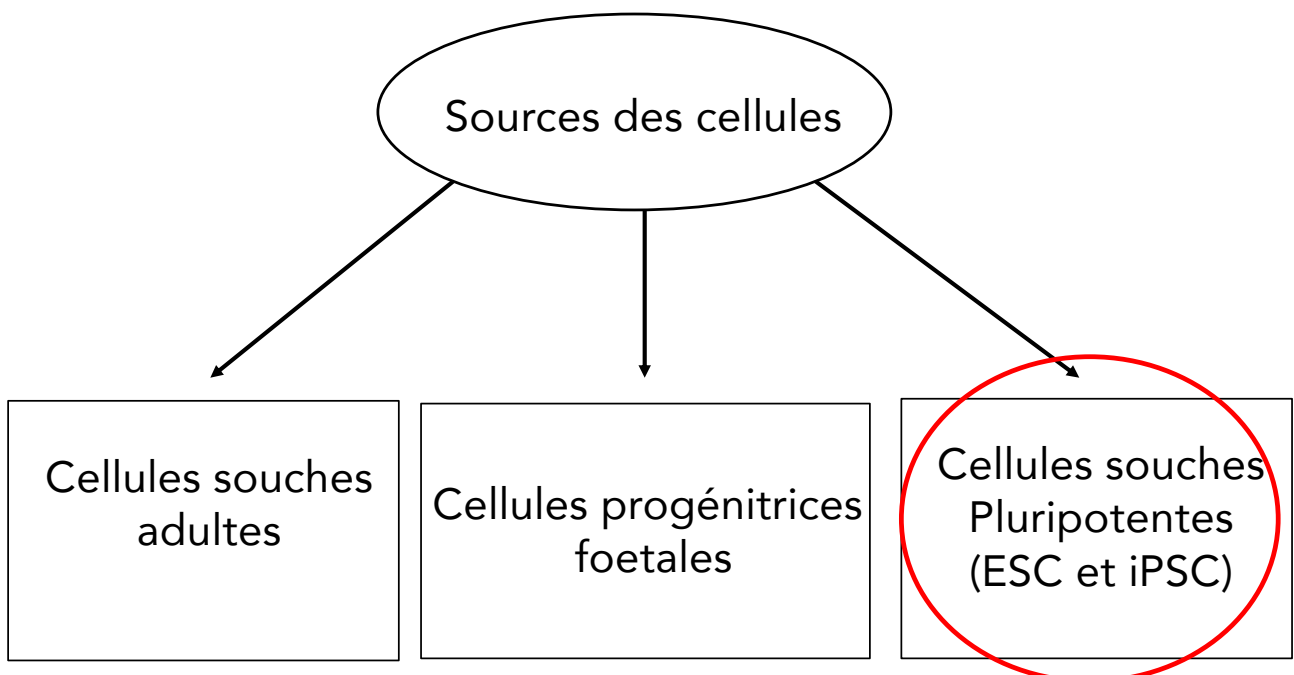 Sources des cellules
Cellules souches
adultes
Cellules progénitrices
foetales
Cellules souches
Pluripotentes
(ESC et iPSC)